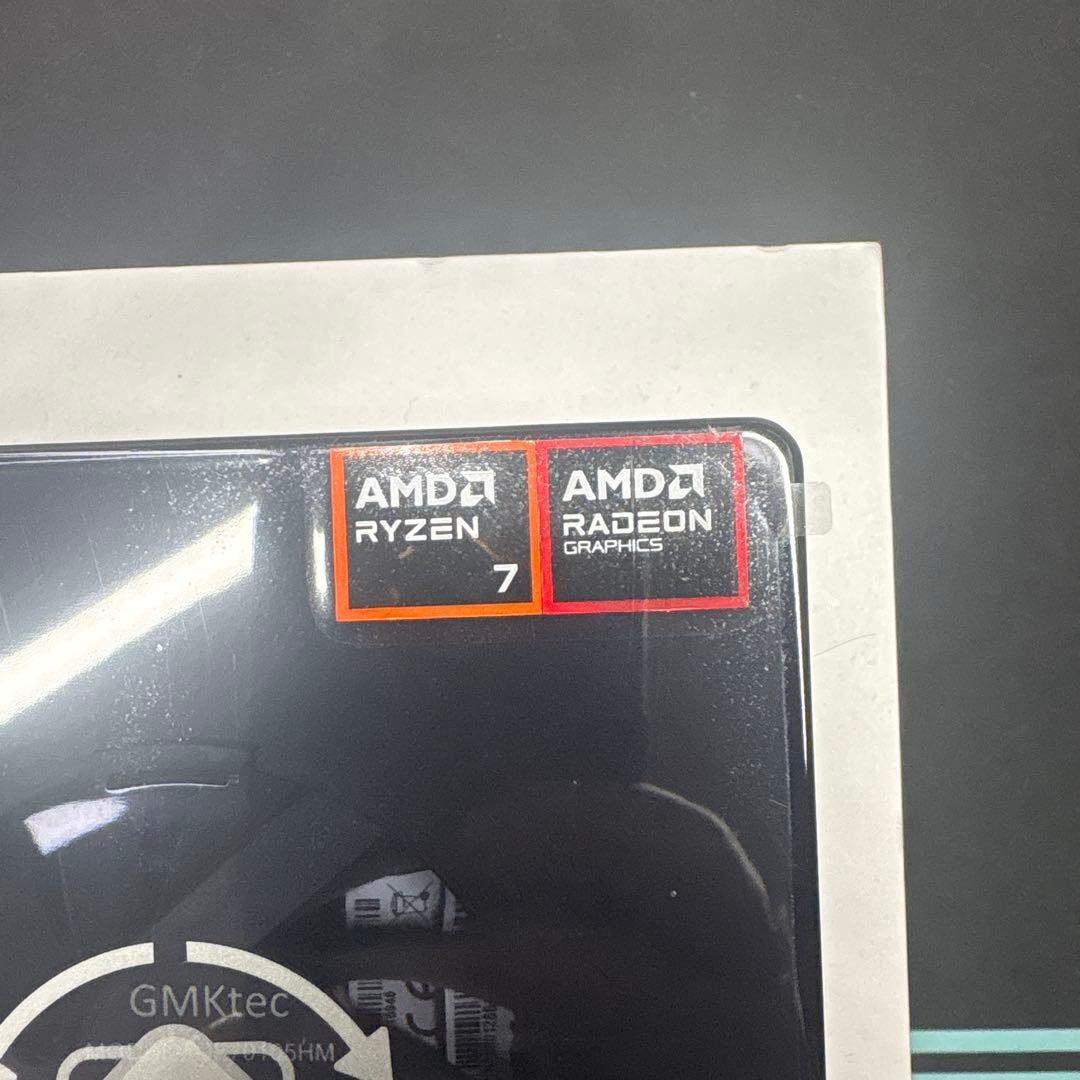 AMD
RYZEN
7
AMD
RADEON
GRAPHICS
GMKtec